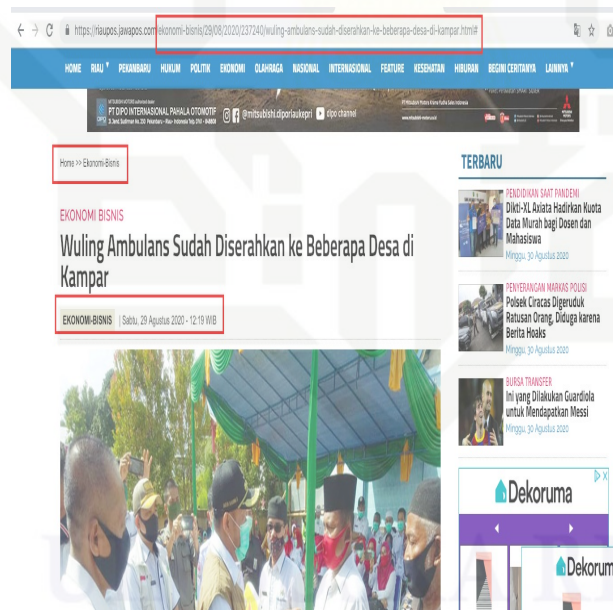 https://riaupos.jawapos.com/ekonomi-bisnis/29/08/2020/237240/wuling-ambulans-sudah-diserahkan-ke-beberapa-desa-di-kampar.html#
HOME RIAU PEKANBARU HUKUM POLITIK EKONOMI OLAHRAGA NASIONAL INTERNASIONAL FEATURE KESEHATAN HIBURAN BEGINI CERITANYA LAINNYA
PT DIPO INTERNASIONAL PAHALA OTOMOTIF
@mitsubishi.diporiaukepri dipo channel
Home >> Ekonomi-Bisnis
EKONOMI BISNIS
Wuling Ambulans Sudah Diserahkan ke Beberapa Desa di
Kampar
EKONOMI-BISNIS | Sabtu, 29 Agustus 2020 - 12:19 WIB
TERBARU
PENDIDIKAN SAAT PANDEMI
Dikti-XL Axiata Hadirkan Kuota
Data Murah bagi Dosen dan
Mahasiswa
Minggu, 30 Agustus 2020
PENYERANGAN MARKAS POLISI
Polsek Ciracas Digeruduk
Ratusan Orang, Diduga karena
Berita Hoaks
Minggu, 30 Agustus 2020
BURSA TRANSFER
Ini yang Dilakukan Guardiola
untuk Mendapatkan Messi
Minggu, 30 Agustus 2020
Dekoruma
Dekorum